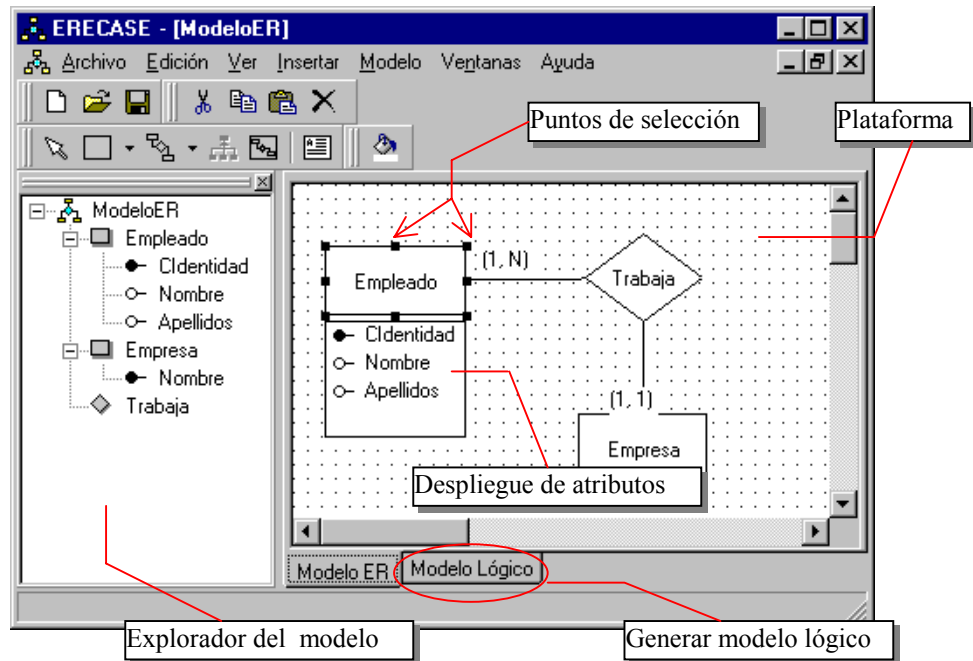 ERECASE - [ModeloER]
Archivo Edición Ver Insertar Modelo Ventanas Ayuda
Puntos de selección
Plataforma
ModeloER
Empleado
CIdentidad
Nombre
Apellidos
Empresa
Nombre
Trabaja
Empleado
(1, N)
Trabaja
CIdentidad
Nombre
Apellidos
(1, 1)
Empresa
Despliegue de atributos
Modelo ER
Modelo Lógico
Explorador del modelo
Generar modelo lógico